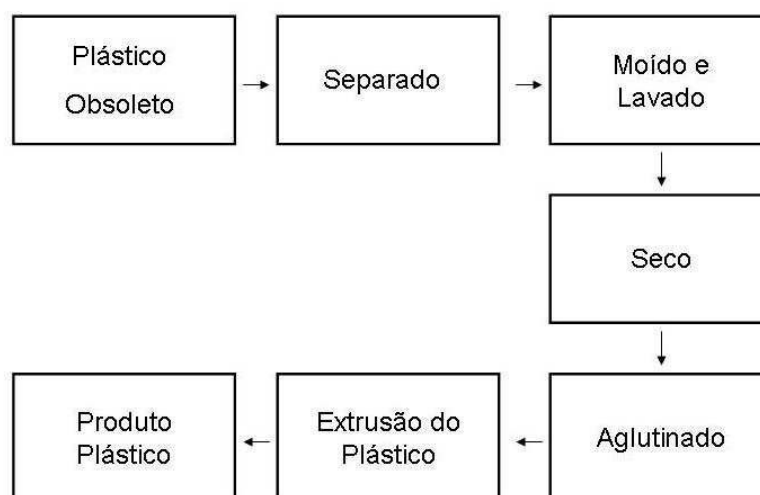 Plástico
Obsoleto
Separado
Moído e
Lavado
Seco
Aglutinado
Extrusão do
Plástico
Produto
Plástico